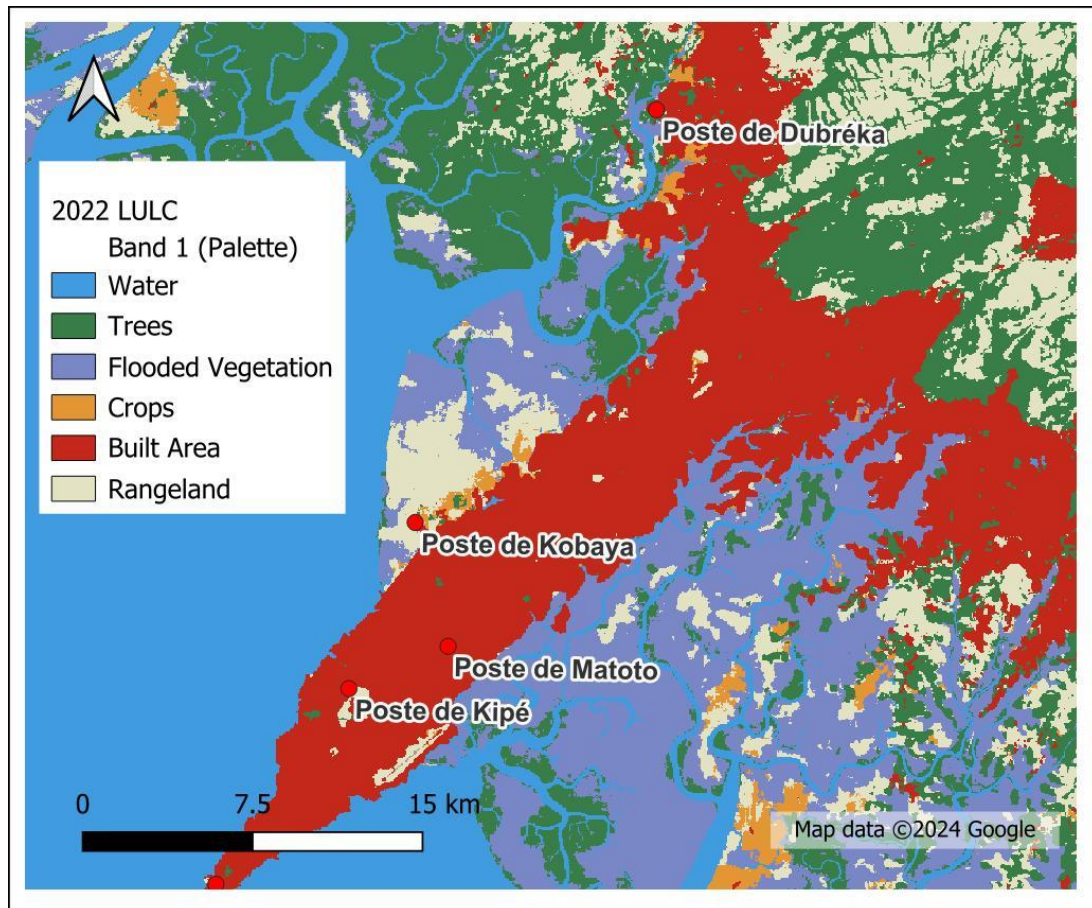 Poste de Dubréka
2022 LULC
Band 1 (Palette)
Water
Trees
Flooded Vegetation
Crops
Built Area
Rangeland
Poste de Kobaya
Poste de Matoto
Poste de Kipé
0 7.5 15 km
Map data ©2024 Google